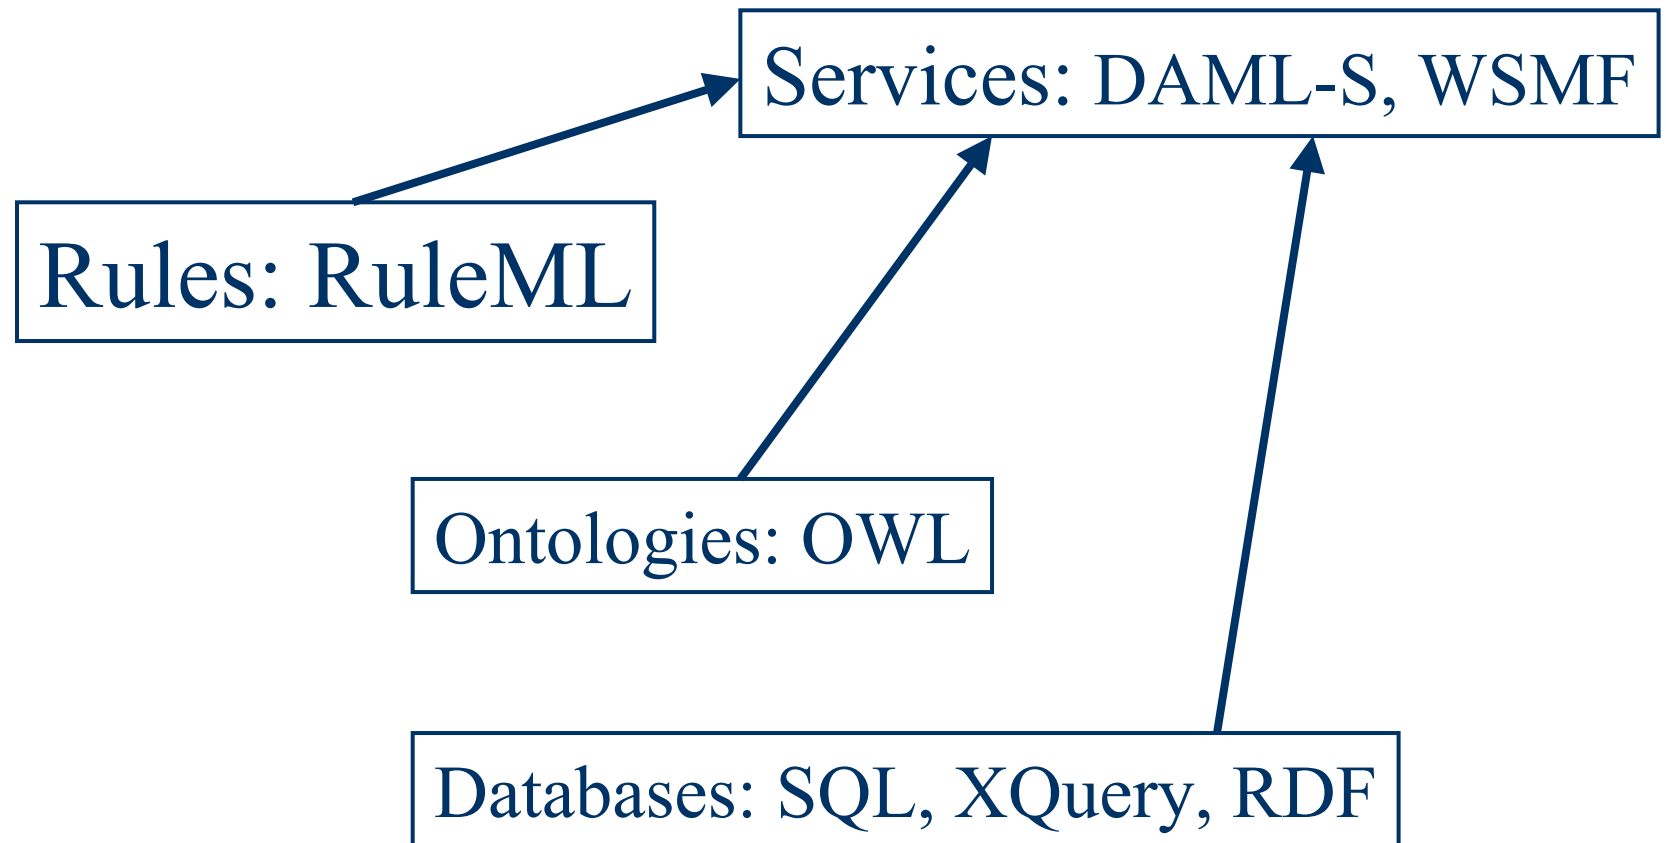 Services: DAML-S, WSMF
Rules: RuleML
Ontologies: OWL
Databases: SQL, XQuery, RDF